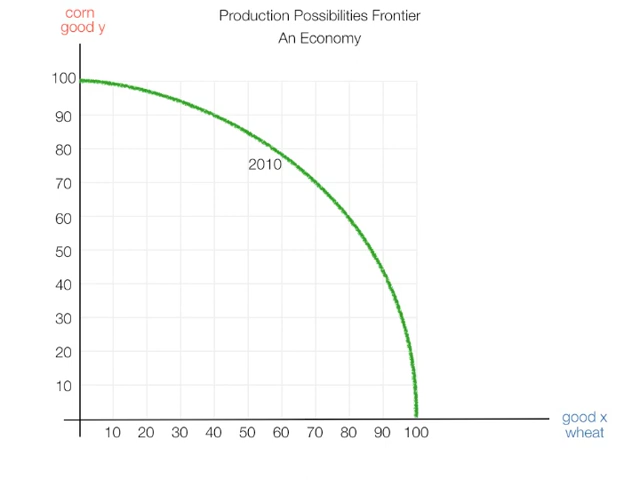 corn
good y
Production Possibilities Frontier
An Economy
100
90
80
2010
70
60
50
40
30
20
10
10 20 30 40 50 60 70 80 90 100
good x
wheat